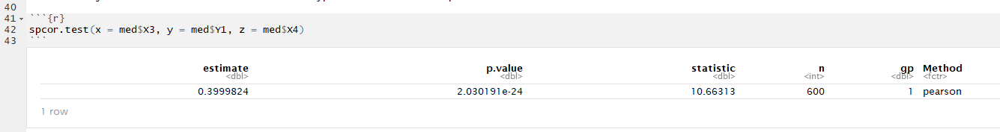 40
41 ```{r}
42 spcor.test(x = med$X3, y = med$Y1, z = med$X4)
43 ```
estimate p.value statistic n gp Method
<dbl> <dbl> <dbl> <int> <dbl> <fctr>
0.3999824 2.030191e-24 10.66313 600 1 pearson
1 row